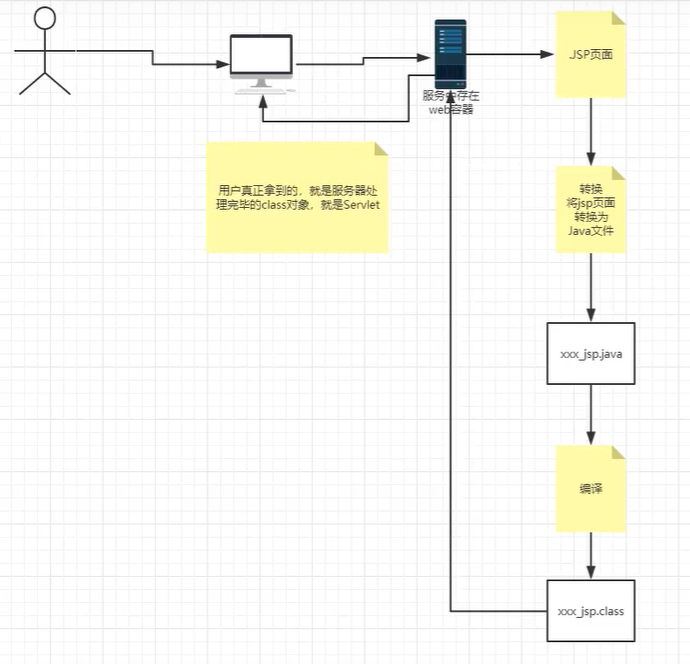 JSP页面
服务
存在
web容器
用户真正拿到的，就是服务器处
理完毕的class对象，就是Servlet
转换
将jsp页面
转换为
Java文件
xxx_jsp.java
编译
xxx_jsp.class